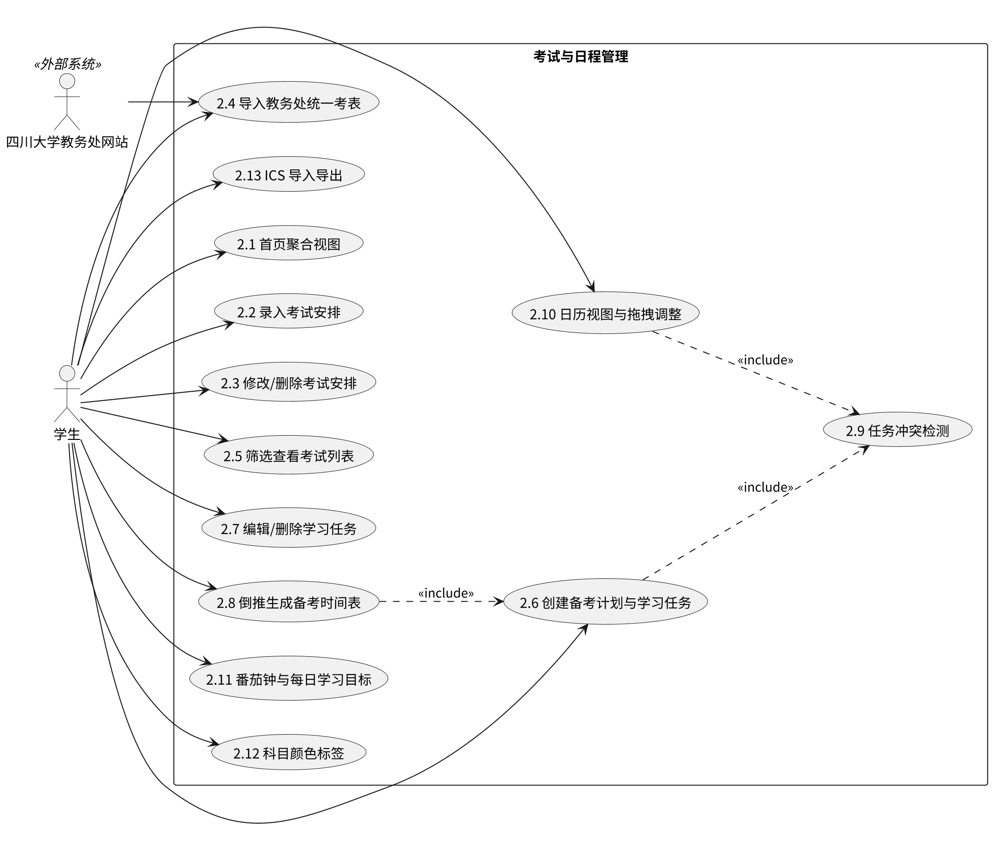 考试与日程管理
«外部系统»
四川大学教务处网站
2.4 导入教务处统一考表
2.13 ICS 导入导出
2.1 首页聚合视图
2.2 录入考试安排
2.10 日历视图与拖拽调整
«include»
2.3 修改/删除考试安排
学生
2.9 任务冲突检测
2.5 筛选查看考试列表
«include»
2.7 编辑/删除学习任务
2.8 倒推生成备考时间表
«include»
2.6 创建备考计划与学习任务
2.11 番茄钟与每日学习目标
2.12 科目颜色标签